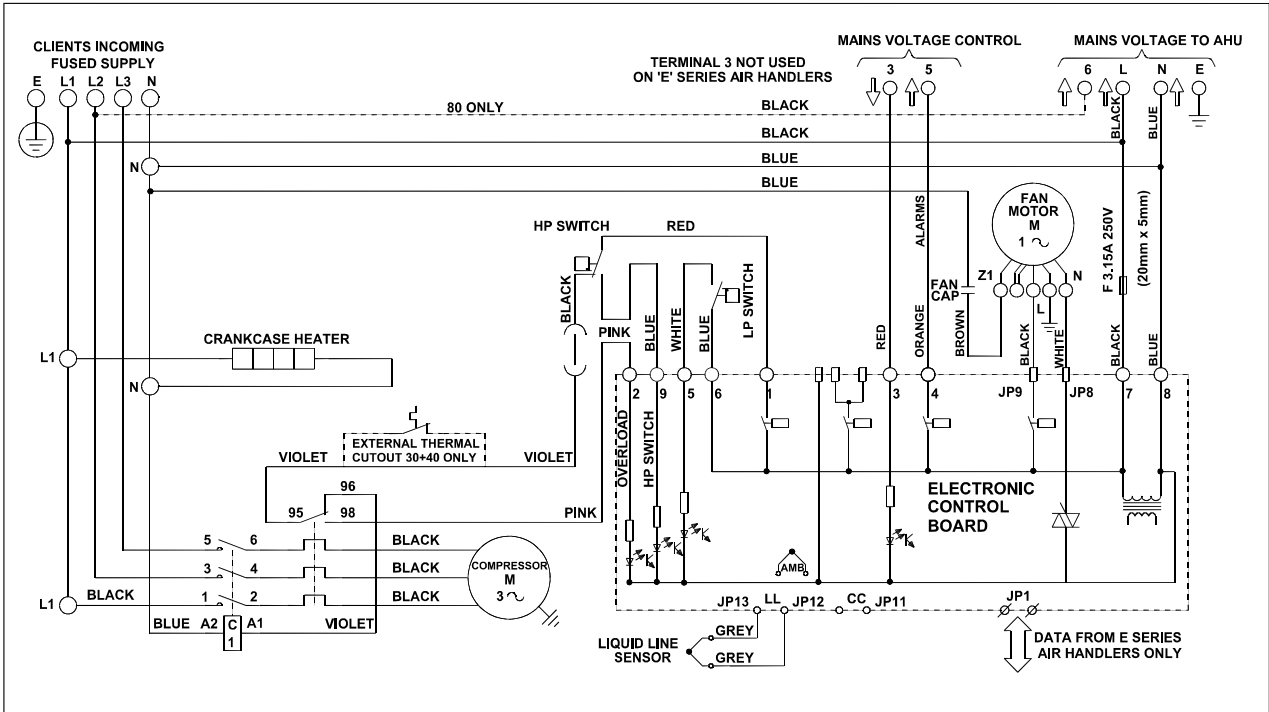 CLIENTS INCOMING
FUSED SUPPLY
E L1 L2 L3 N
TERMINAL 3 NOT USED
ON 'E' SERIES AIR HANDLERS
MAINS VOLTAGE CONTROL
3 5
MAINS VOLTAGE TO AHU
6 L N E
80 ONLY
BLACK
BLACK
BLUE
BLUE
N
BLACK
BLUE
HP SWITCH
RED
BLACK
PINK
BLUE
WHITE
BLUE
LP SWITCH
ALARMS
RED
ORANGE
FAN
CAP
BROWN
FAN
MOTOR
M
1
Z1
N
L
BLACK
WHITE
F 3.15A 250V
(20mm x 5mm)
BLACK
BLUE
L1
CRANKCASE HEATER
N
2 9 5 6 1 3 4 JP9 JP8 7 8
OVERLOAD
HP SWITCH
EXTERNAL THERMAL
CUTOUT 30+40 ONLY
VIOLET
VIOLET
96
95 98
PINK
ELECTRONIC
CONTROL
BOARD
5 6 BLACK
3 4 BLACK
1 2 BLACK
COMPRESSOR
M
3
AMB
L1
BLACK
BLUE A2 C A1 VIOLET
1
JP13 LL JP12 CC JP11 JP1
LIQUID LINE
SENSOR
GREY
GREY
DATA FROM E SERIES
AIR HANDLERS ONLY